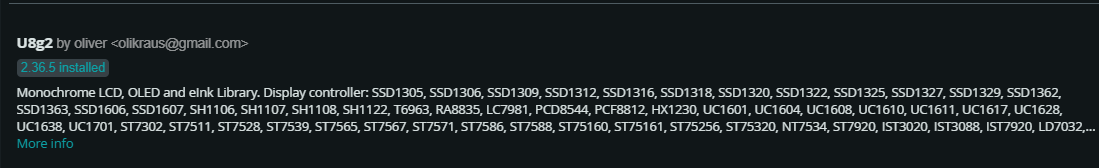 U8g2 by oliver <olikraus@gmail.com>
2.36.5 installed
Monochrome LCD, OLED and eInk Library. Display controller: SSD1305, SSD1306, SSD1309, SSD1312, SSD1316, SSD1318, SSD1320, SSD1322, SSD1325, SSD1327, SSD1329, SSD1362,
SSD1363, SSD1606, SSD1607, SH1106, SH1107, SH1108, SH1122, T6963, RA8835, LC7981, PCD8544, PCF8812, HX1230, UC1601, UC1604, UC1608, UC1610, UC1611, UC1617, UC1628,
UC1638, UC1701, ST7302, ST7511, ST7528, ST7539, ST7565, ST7567, ST7571, ST7586, ST7588, ST75160, ST75161, ST75256, ST75320, NT7534, ST7920, IST3020, IST3088, IST7920, LD7032,...
More info